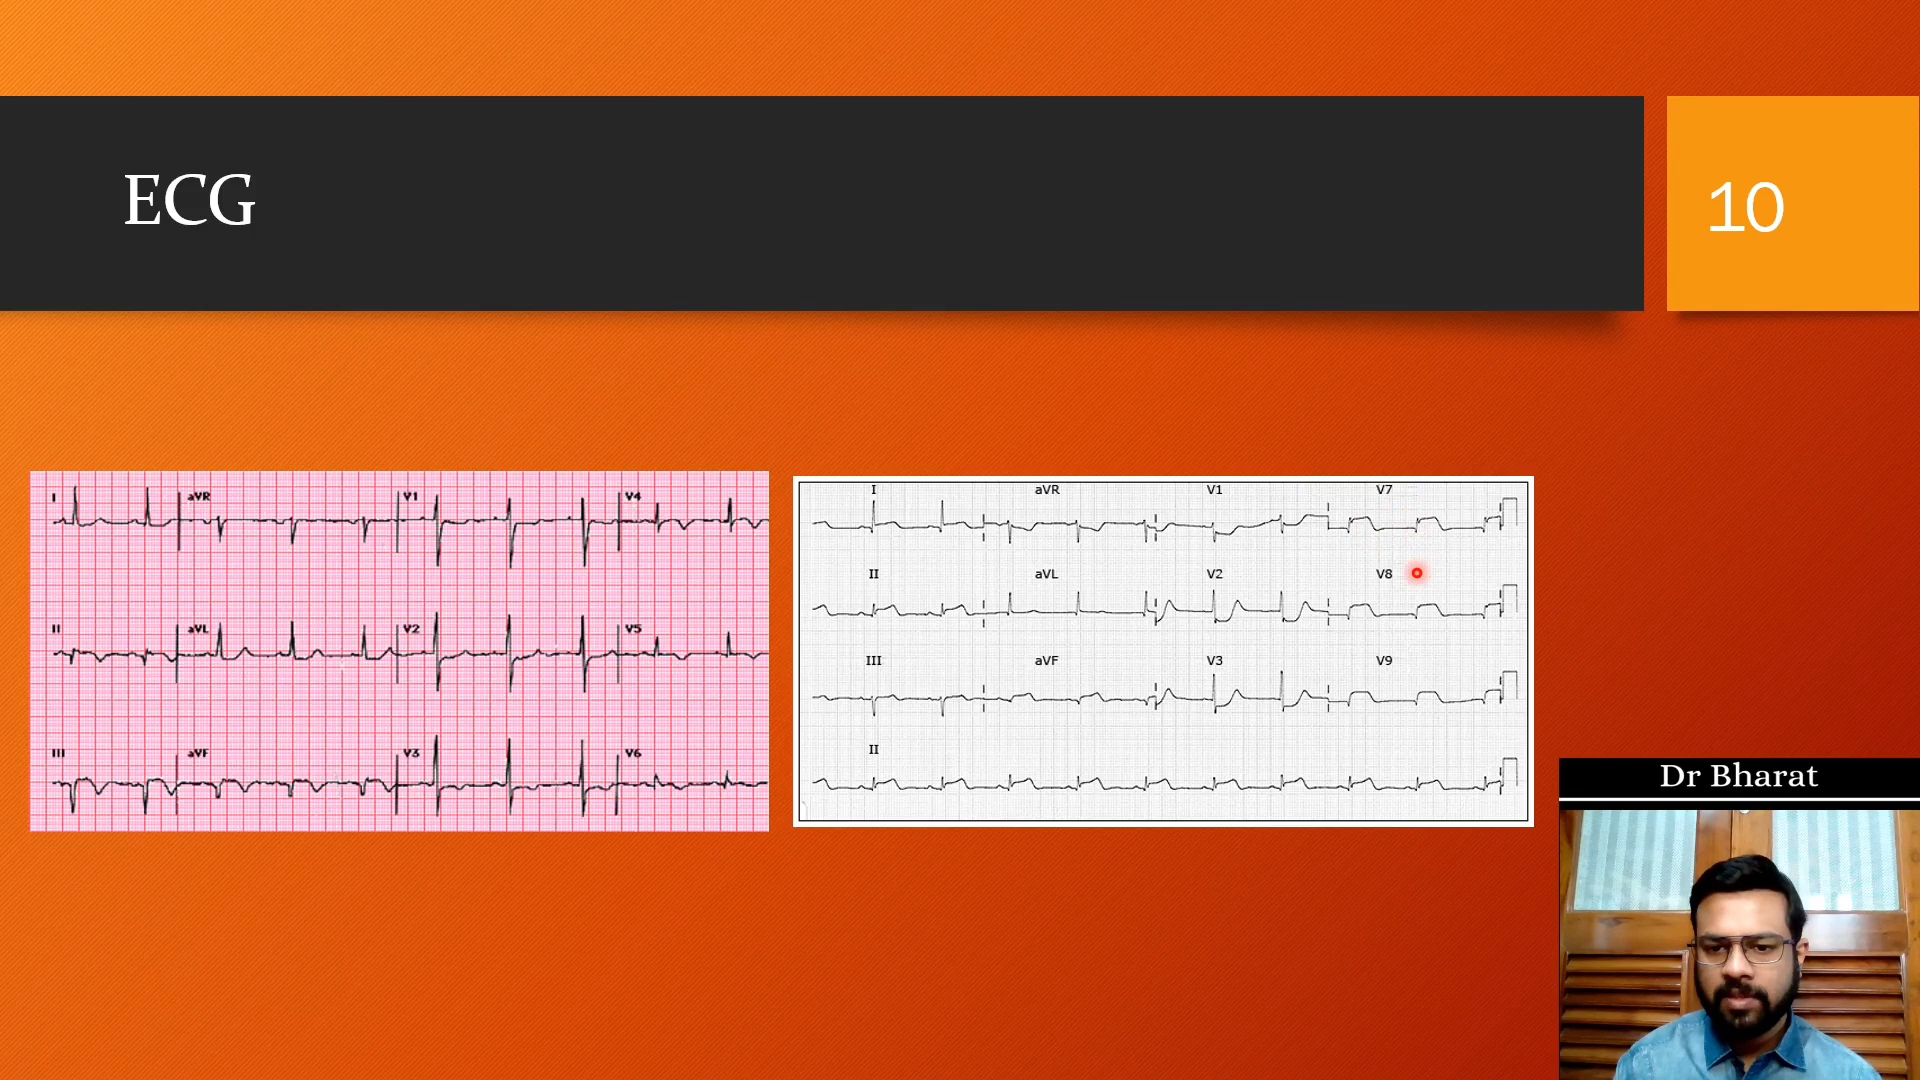 ECG
10
I aVR V1 V4
II aVL V2 V5
III aVF V3 V6
I aVR V1 V7
II aVL V2 V8
III aVF V3 V9
II
Dr Bharat